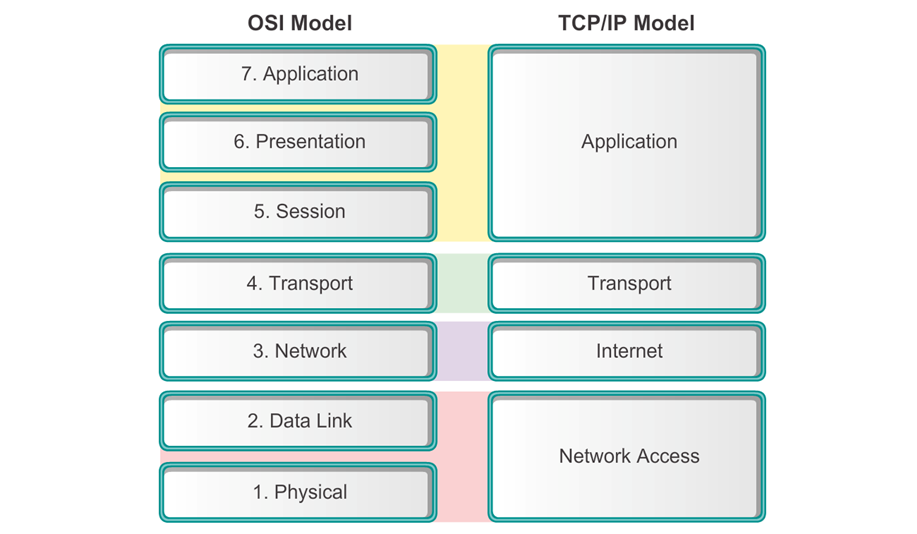 OSI Model
TCP/IP Model
7. Application
6. Presentation
5. Session
Application
4. Transport
Transport
3. Network
Internet
2. Data Link
1. Physical
Network Access